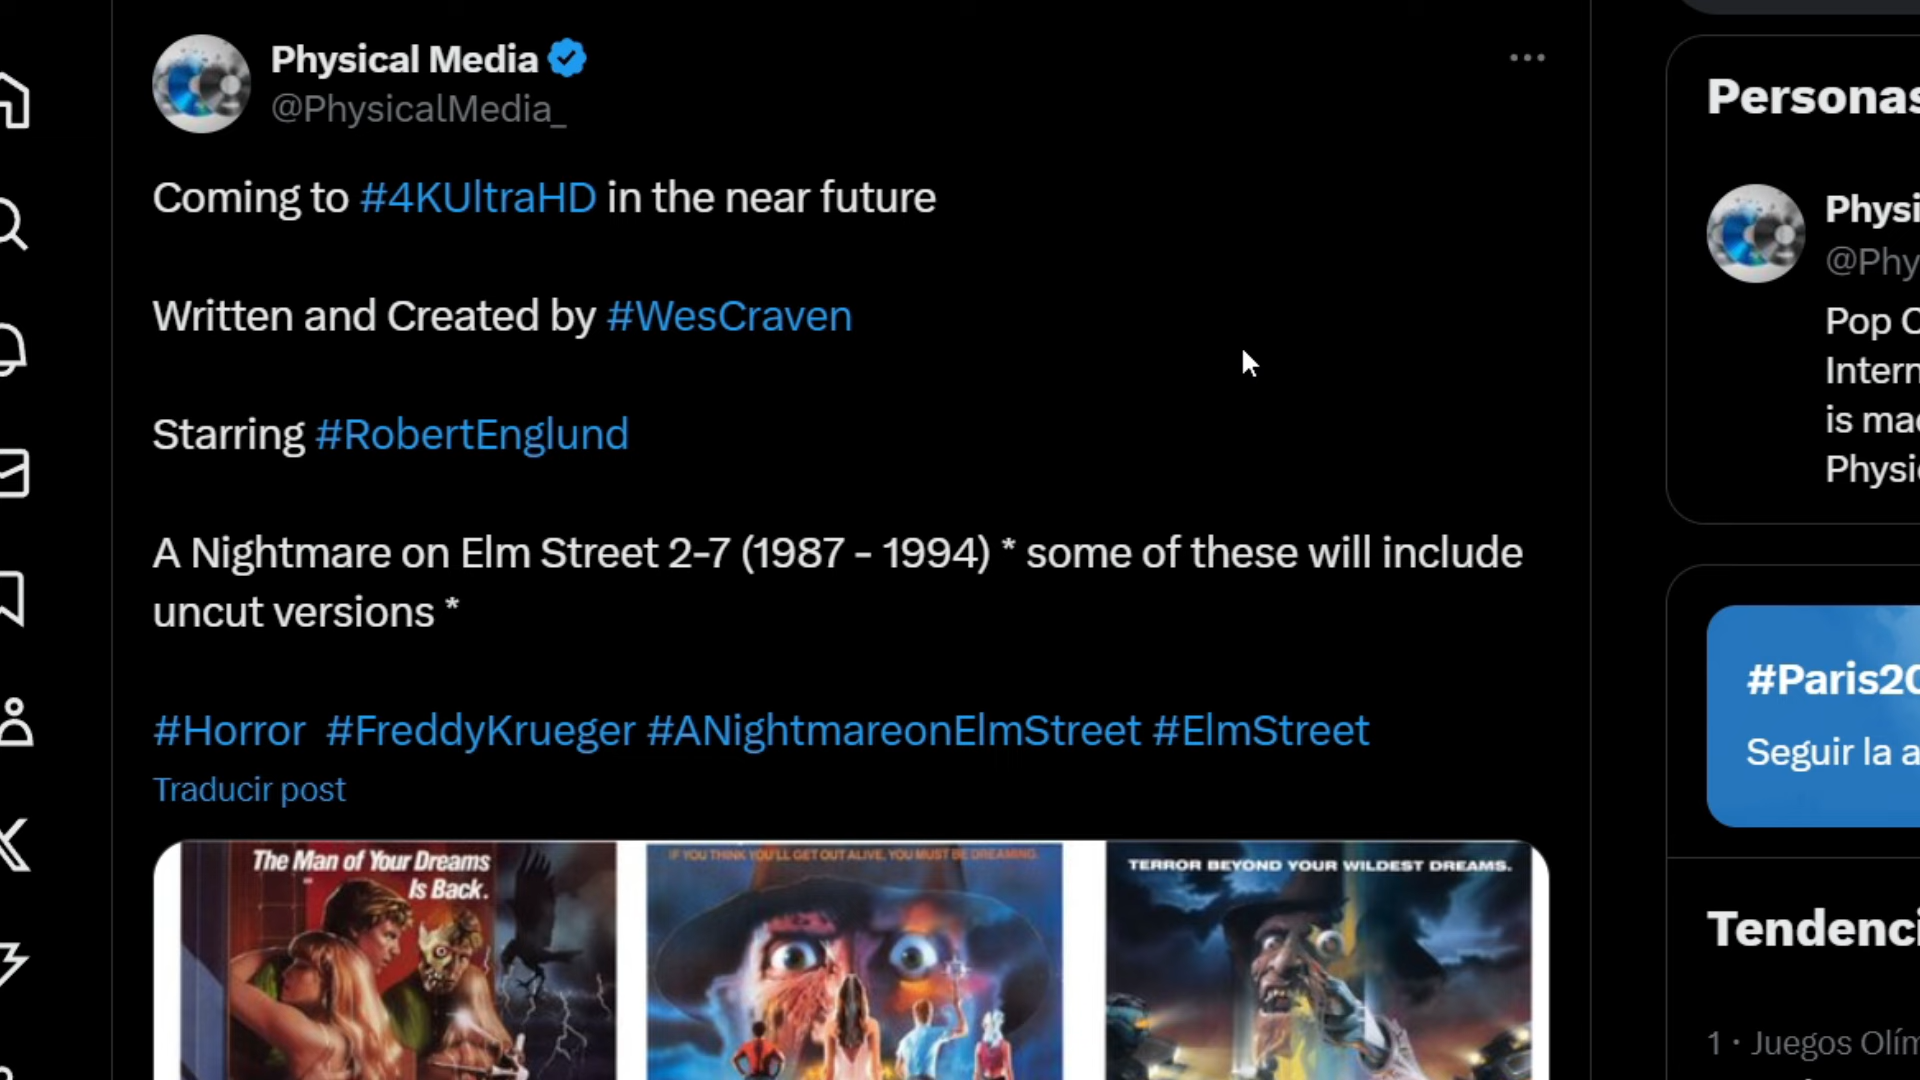 Physical Media
@PhysicalMedia_
Coming to #4KUltraHD in the near future
Written and Created by #WesCraven
Starring #RobertEnglund
A Nightmare on Elm Street 2-7 (1987 - 1994) * some of these will include
uncut versions *
#Horror #FreddyKrueger #ANightmareonElmStreet #ElmStreet
Traducir post
The Man of Your Dreams
Is Back.
IF YOU THINK YOU'LL GET OUT ALIVE, YOU MUST BE DREAMING.
TERROR BEYOND YOUR WILDEST DREAMS.
Personas
Physi
@Phy
Pop C
Intern
is mad
Physic
#Paris20
Seguir la a
Tendenci
1 · Juegos Olím